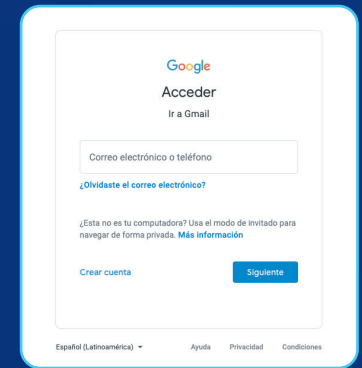 Google
Acceder
Ir a Gmail
Correo electrónico o teléfono
¿Olvidaste el correo electrónico?
¿Esta no es tu computadora? Usa el modo de invitado para
navegar de forma privada. Más información
Crear cuenta
Siguiente
Español (Latinoamérica)
Ayuda
Privacidad
Condiciones